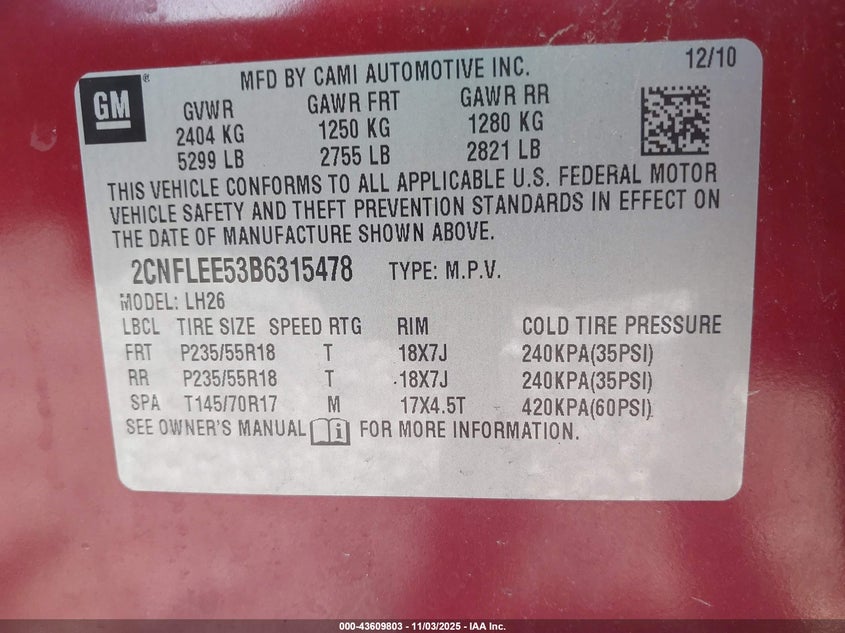 GM ®
MFD BY CAMI AUTOMOTIVE INC.
12/10
GVWR GAWR FRT GAWR RR
2404 KG 1250 KG 1280 KG
5299 LB 2755 LB 2821 LB
THIS VEHICLE CONFORMS TO ALL APPLICABLE U.S. FEDERAL MOTOR
VEHICLE SAFETY AND THEFT PREVENTION STANDARDS IN EFFECT ON
THE DATE OF MANUFACTURE SHOWN ABOVE.
2CNFLEE53B6315478 TYPE: M.P.V.
MODEL: LH26
LBCL TIRE SIZE SPEED RTG RIM COLD TIRE PRESSURE
FRT P235/55R18 T 18X7J 240KPA(35PSI)
RR P235/55R18 T 18X7J 240KPA(35PSI)
SPA T145/70R17 M 17X4.5T 420KPA(60PSI)
SEE OWNER'S MANUAL i FOR MORE INFORMATION.
000-43609803 - 11/03/2025 - IAA Inc.